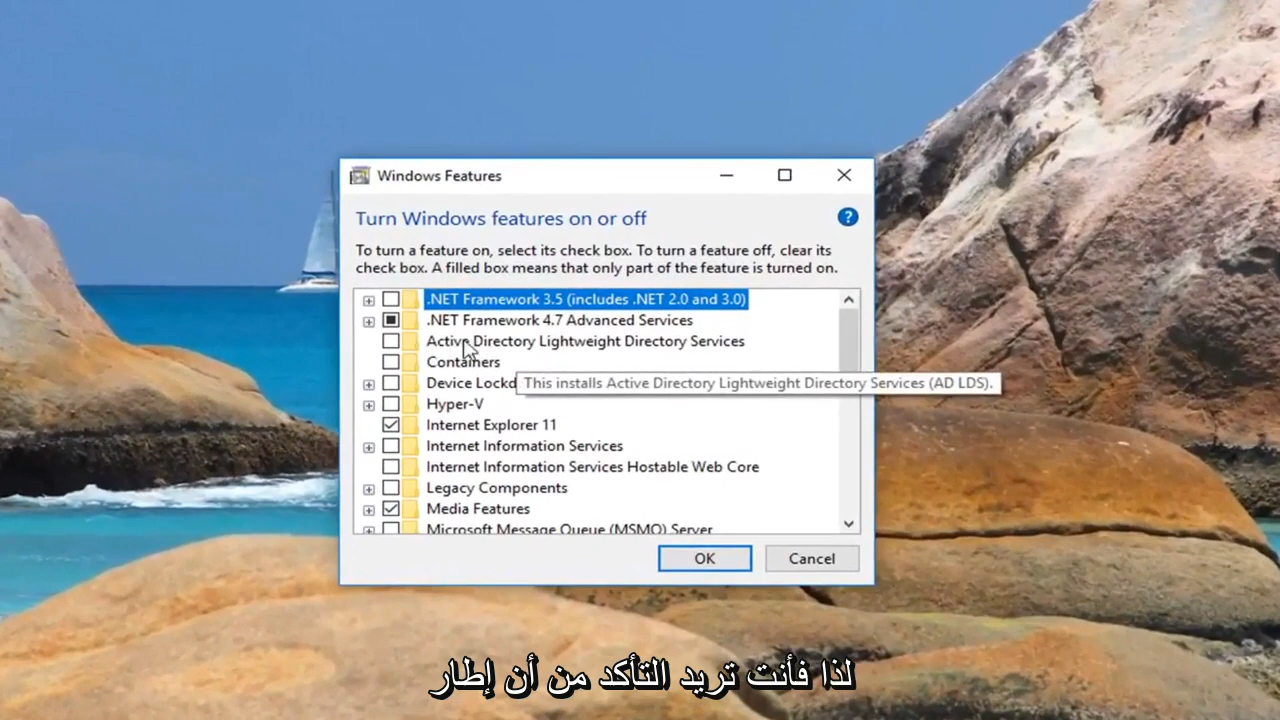 Windows Features
Turn Windows features on or off
To turn a feature on, select its check box. To turn a feature off, clear its
check box. A filled box means that only part of the feature is turned on.
.NET Framework 3.5 (includes .NET 2.0 and 3.0)
.NET Framework 4.7 Advanced Services
Active Directory Lightweight Directory Services
Containers
Device Lockd
This installs Active Directory Lightweight Directory Services (AD LDS).
Hyper-V
Internet Explorer 11
Internet Information Services
Internet Information Services Hostable Web Core
Legacy Components
Media Features
Microsoft Message Queue (MSMQ) Server
OK
Cancel
لذا فأنت تريد التأكد من أن إطار